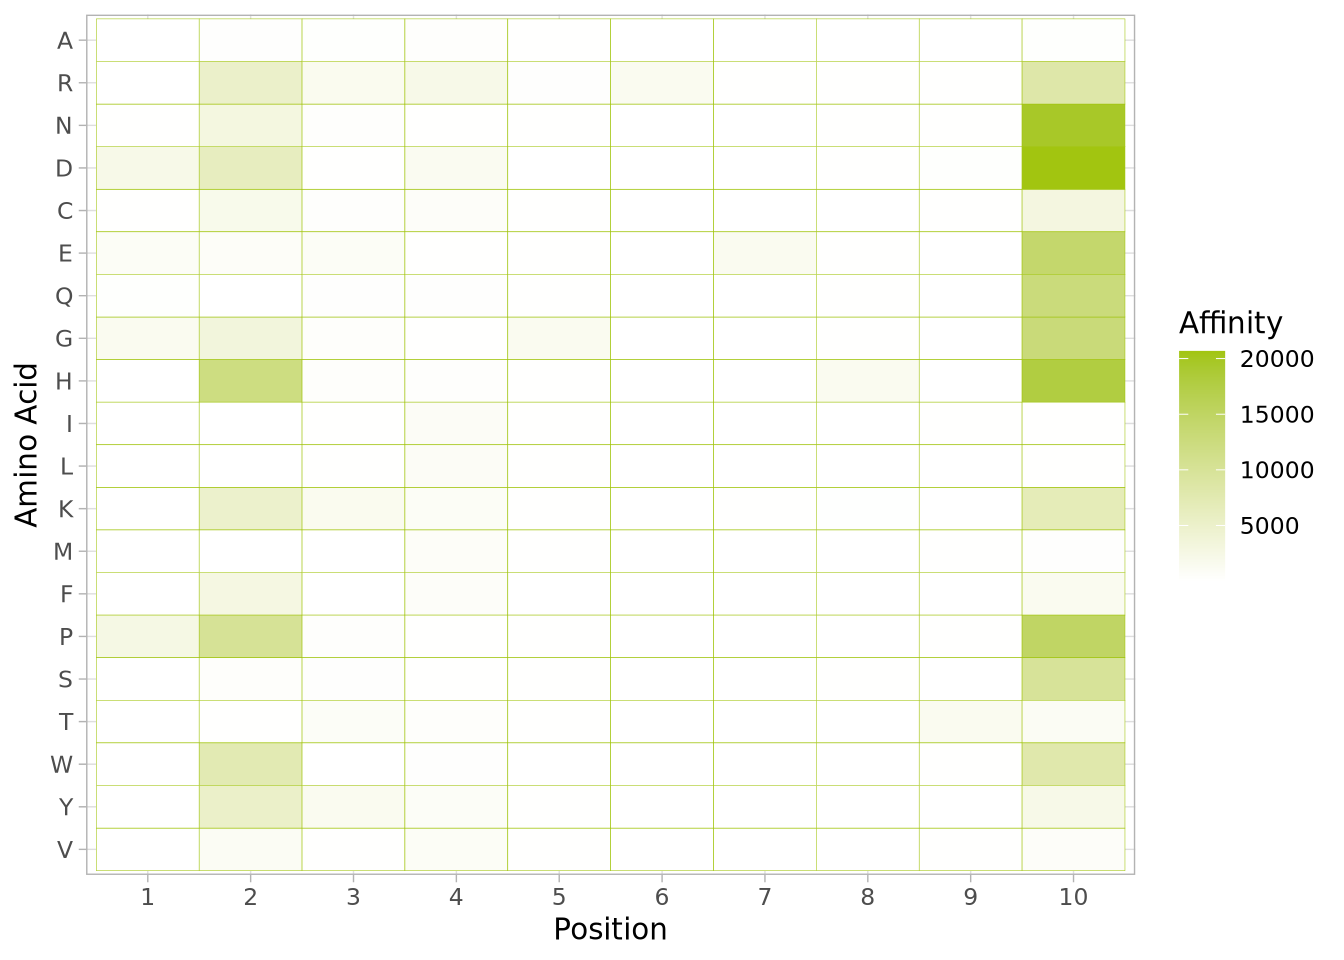 A
R
N
D
C
E
Q
G
H
I
L
K
M
F
P
S
T
W
Y
V
Amino Acid
1 2 3 4 5 6 7 8 9 10
Position
Affinity
20000
15000
10000
5000